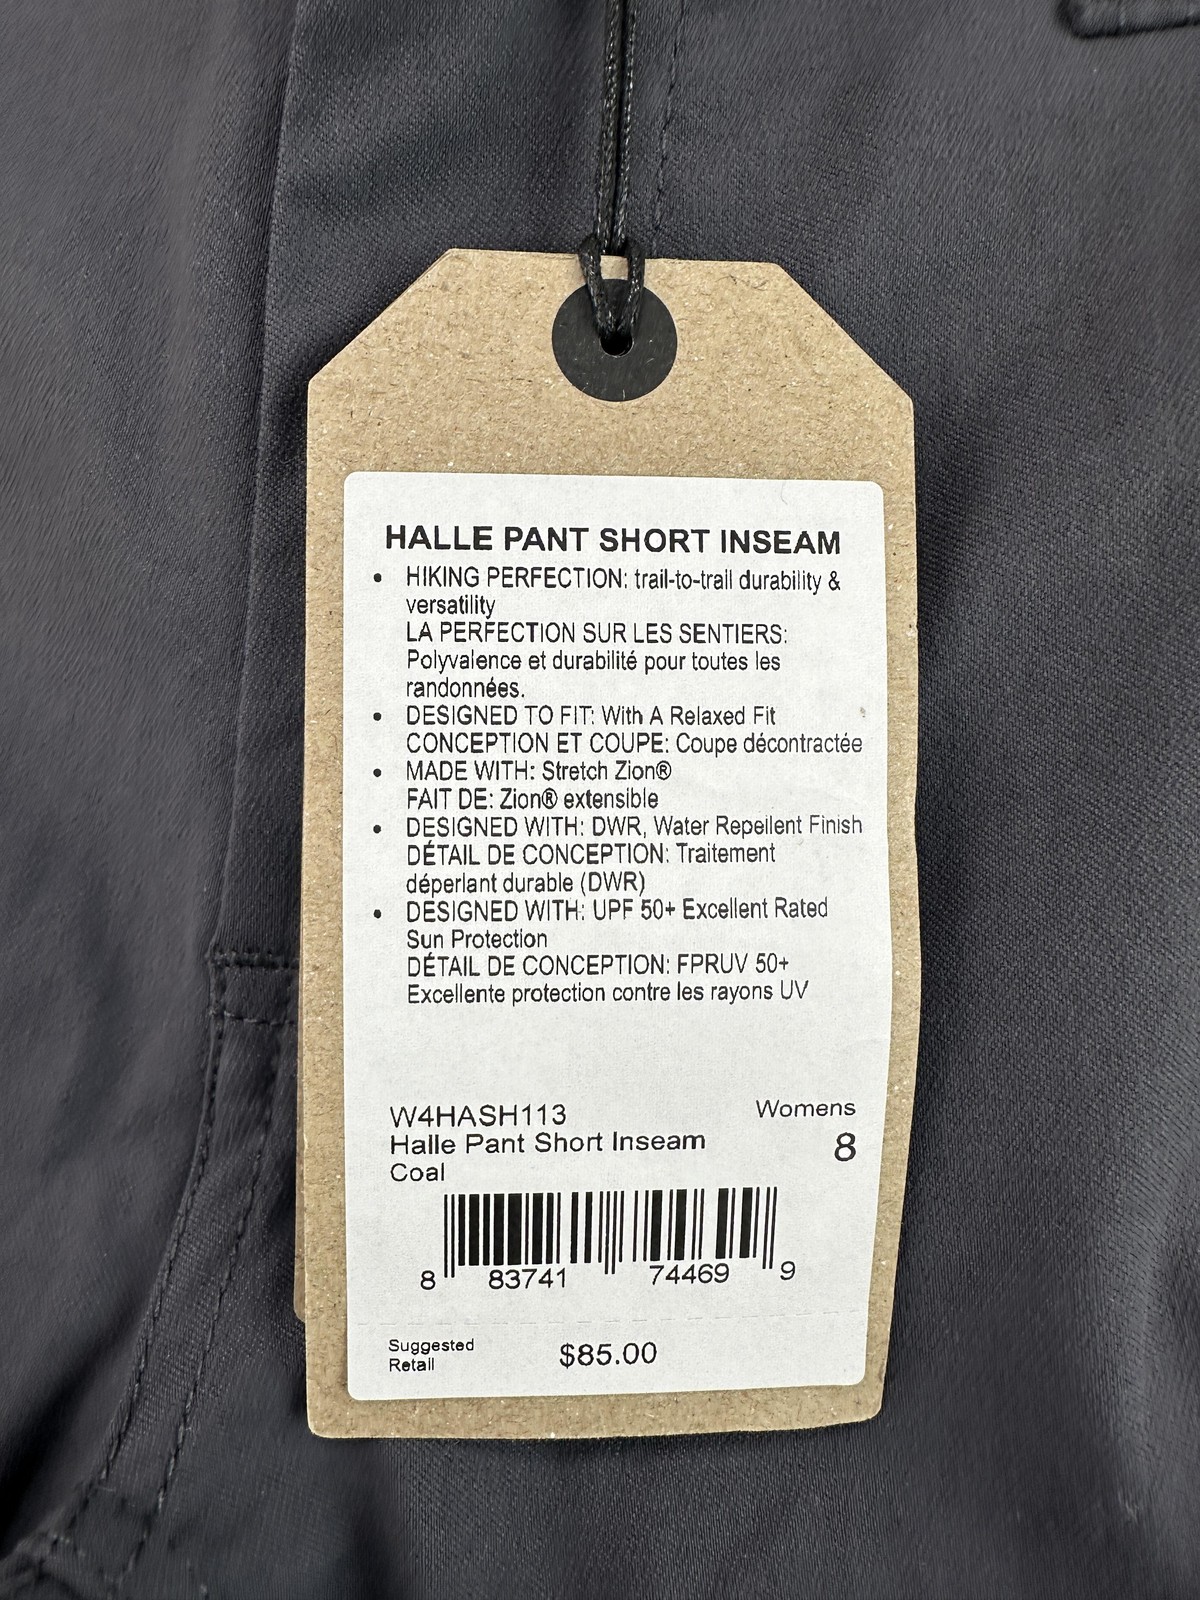 HALLE PANT SHORT INSEAM
• HIKING PERFECTION: trail-to-trail durability &
versatility
LA PERFECTION SUR LES SENTIERS:
Polyvalence et durabilité pour toutes les
randonnées.
• DESIGNED TO FIT: With A Relaxed Fit
CONCEPTION ET COUPE: Coupe décontractée
• MADE WITH: Stretch Zion®
FAIT DE: Zion® extensible
• DESIGNED WITH: DWR, Water Repellent Finish
DÉTAIL DE CONCEPTION: Traitement
déperlant durable (DWR)
• DESIGNED WITH: UPF 50+ Excellent Rated
Sun Protection
DÉTAIL DE CONCEPTION: FPRUV 50+
Excellente protection contre les rayons UV
W4HASH113 Womens
Halle Pant Short Inseam 8
Coal
8 83741 74469 9
Suggested
Retail $85.00